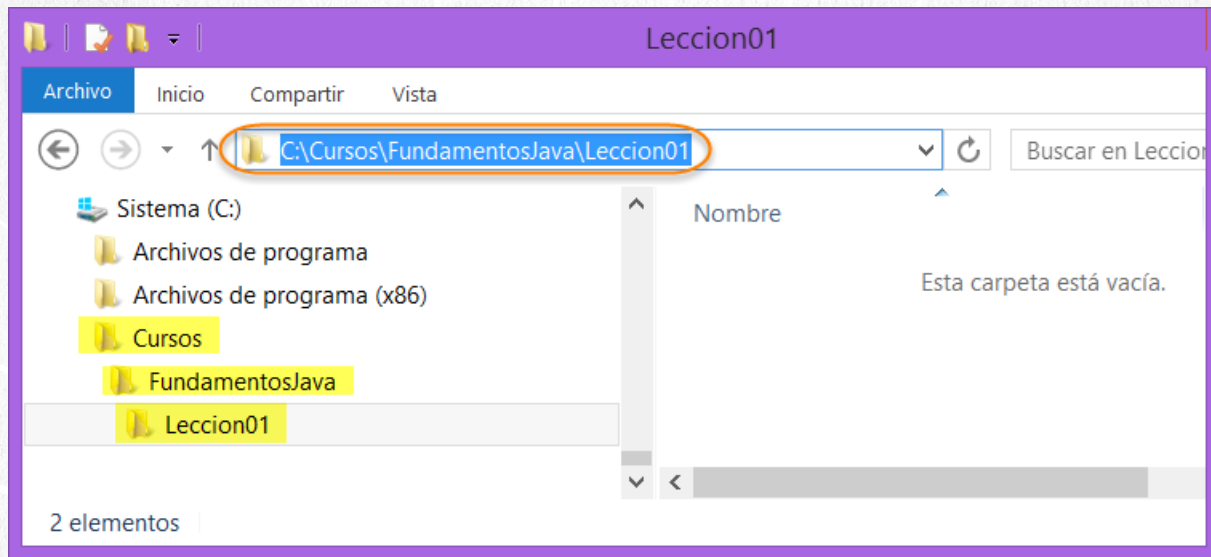 Leccion01
Archivo Inicio Compartir Vista
C:\Cursos\FundamentosJava\Leccion01
Buscar en Leccion
Sistema (C:)
Nombre
Archivos de programa
Esta carpeta está vacía.
Archivos de programa (x86)
Cursos
FundamentosJava
Leccion01
2 elementos